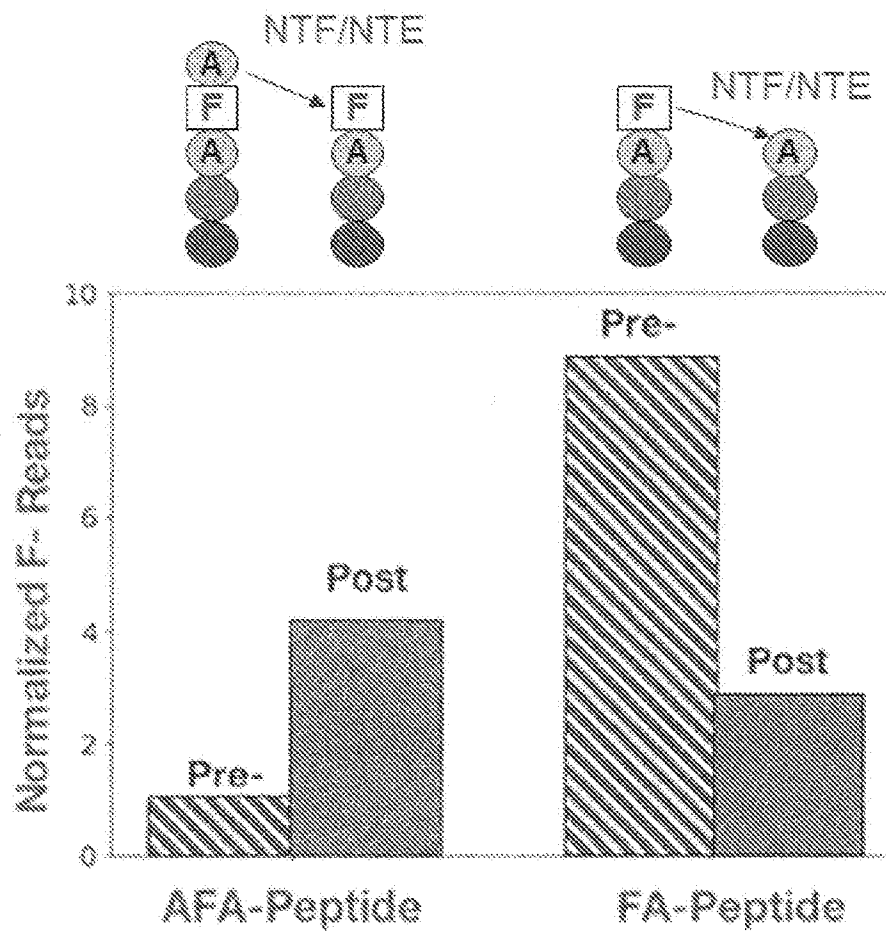 NTF/NTE
A
F F
A A
NTF/NTE
F
A A
10
8
6
4
2
0
Normalized F- Reads
Pre-
Post
Pre-
Post
AFA-Peptide
FA-Peptide